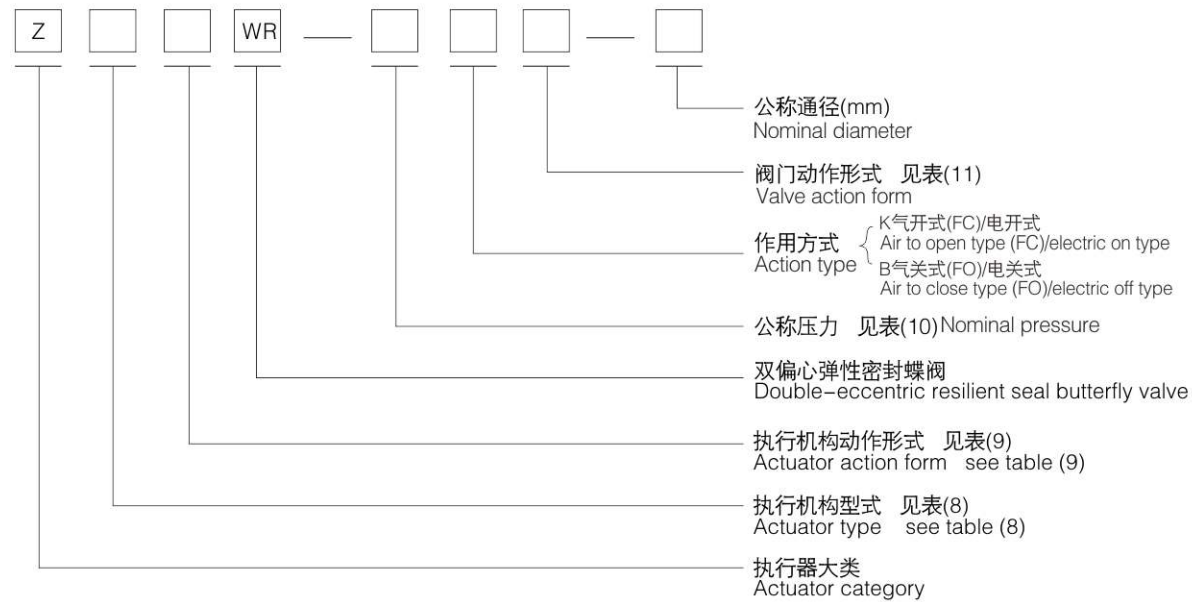 Z WR
公称通径(mm)
Nominal diameter
阀门动作形式 见表(11)
Valve action form
K气开式(FC)/电开式
Air to open type (FC)/electric on type
作用方式
Action type
B气关式(FO)/电关式
Air to close type (FO)/electric off type
公称压力 见表(10)Nominal pressure
双偏心弹性密封蝶阀
Double-eccentric resilient seal butterfly valve
执行机构动作形式 见表(9)
Actuator action form see table (9)
执行机构型式 见表(8)
Actuator type see table (8)
执行器大类
Actuator category